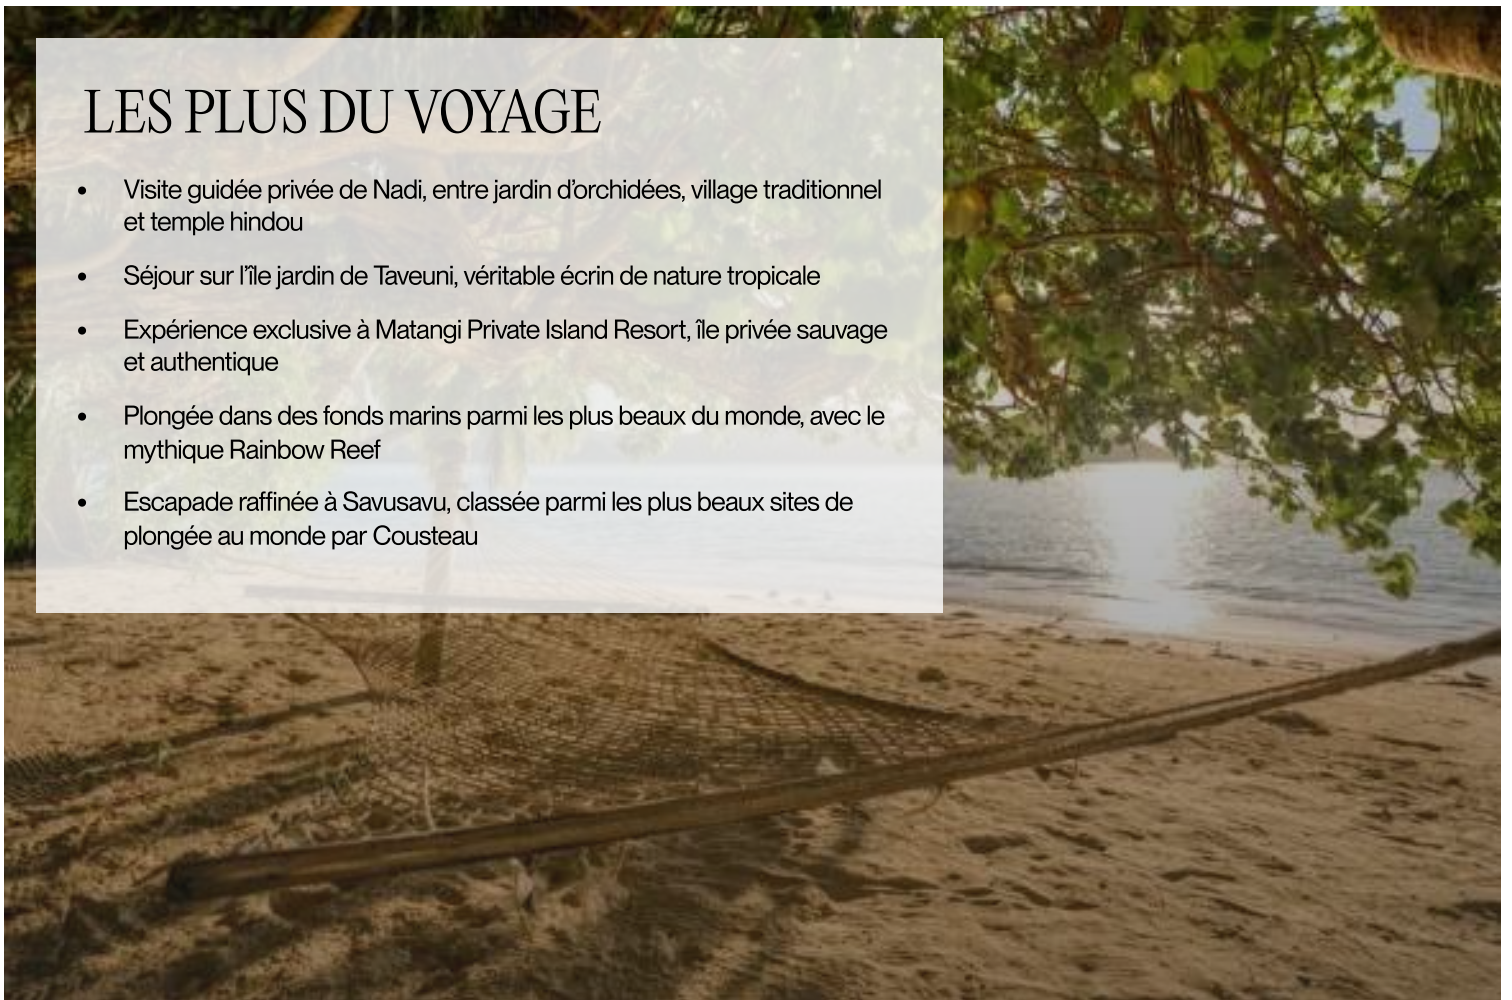 LES PLUS DU VOYAGE
• Visite guidée privée de Nadi, entre jardin d’orchidées, village traditionnel
et temple hindou
• Séjour sur l’île jardin de Taveuni, véritable écrin de nature tropicale
• Expérience exclusive à Matangi Private Island Resort, île privée sauvage
et authentique
• Plongée dans des fonds marins parmi les plus beaux du monde, avec le
mythique Rainbow Reef
• Escapade raffinée à Savusavu, classée parmi les plus beaux sites de
plongée au monde par Cousteau